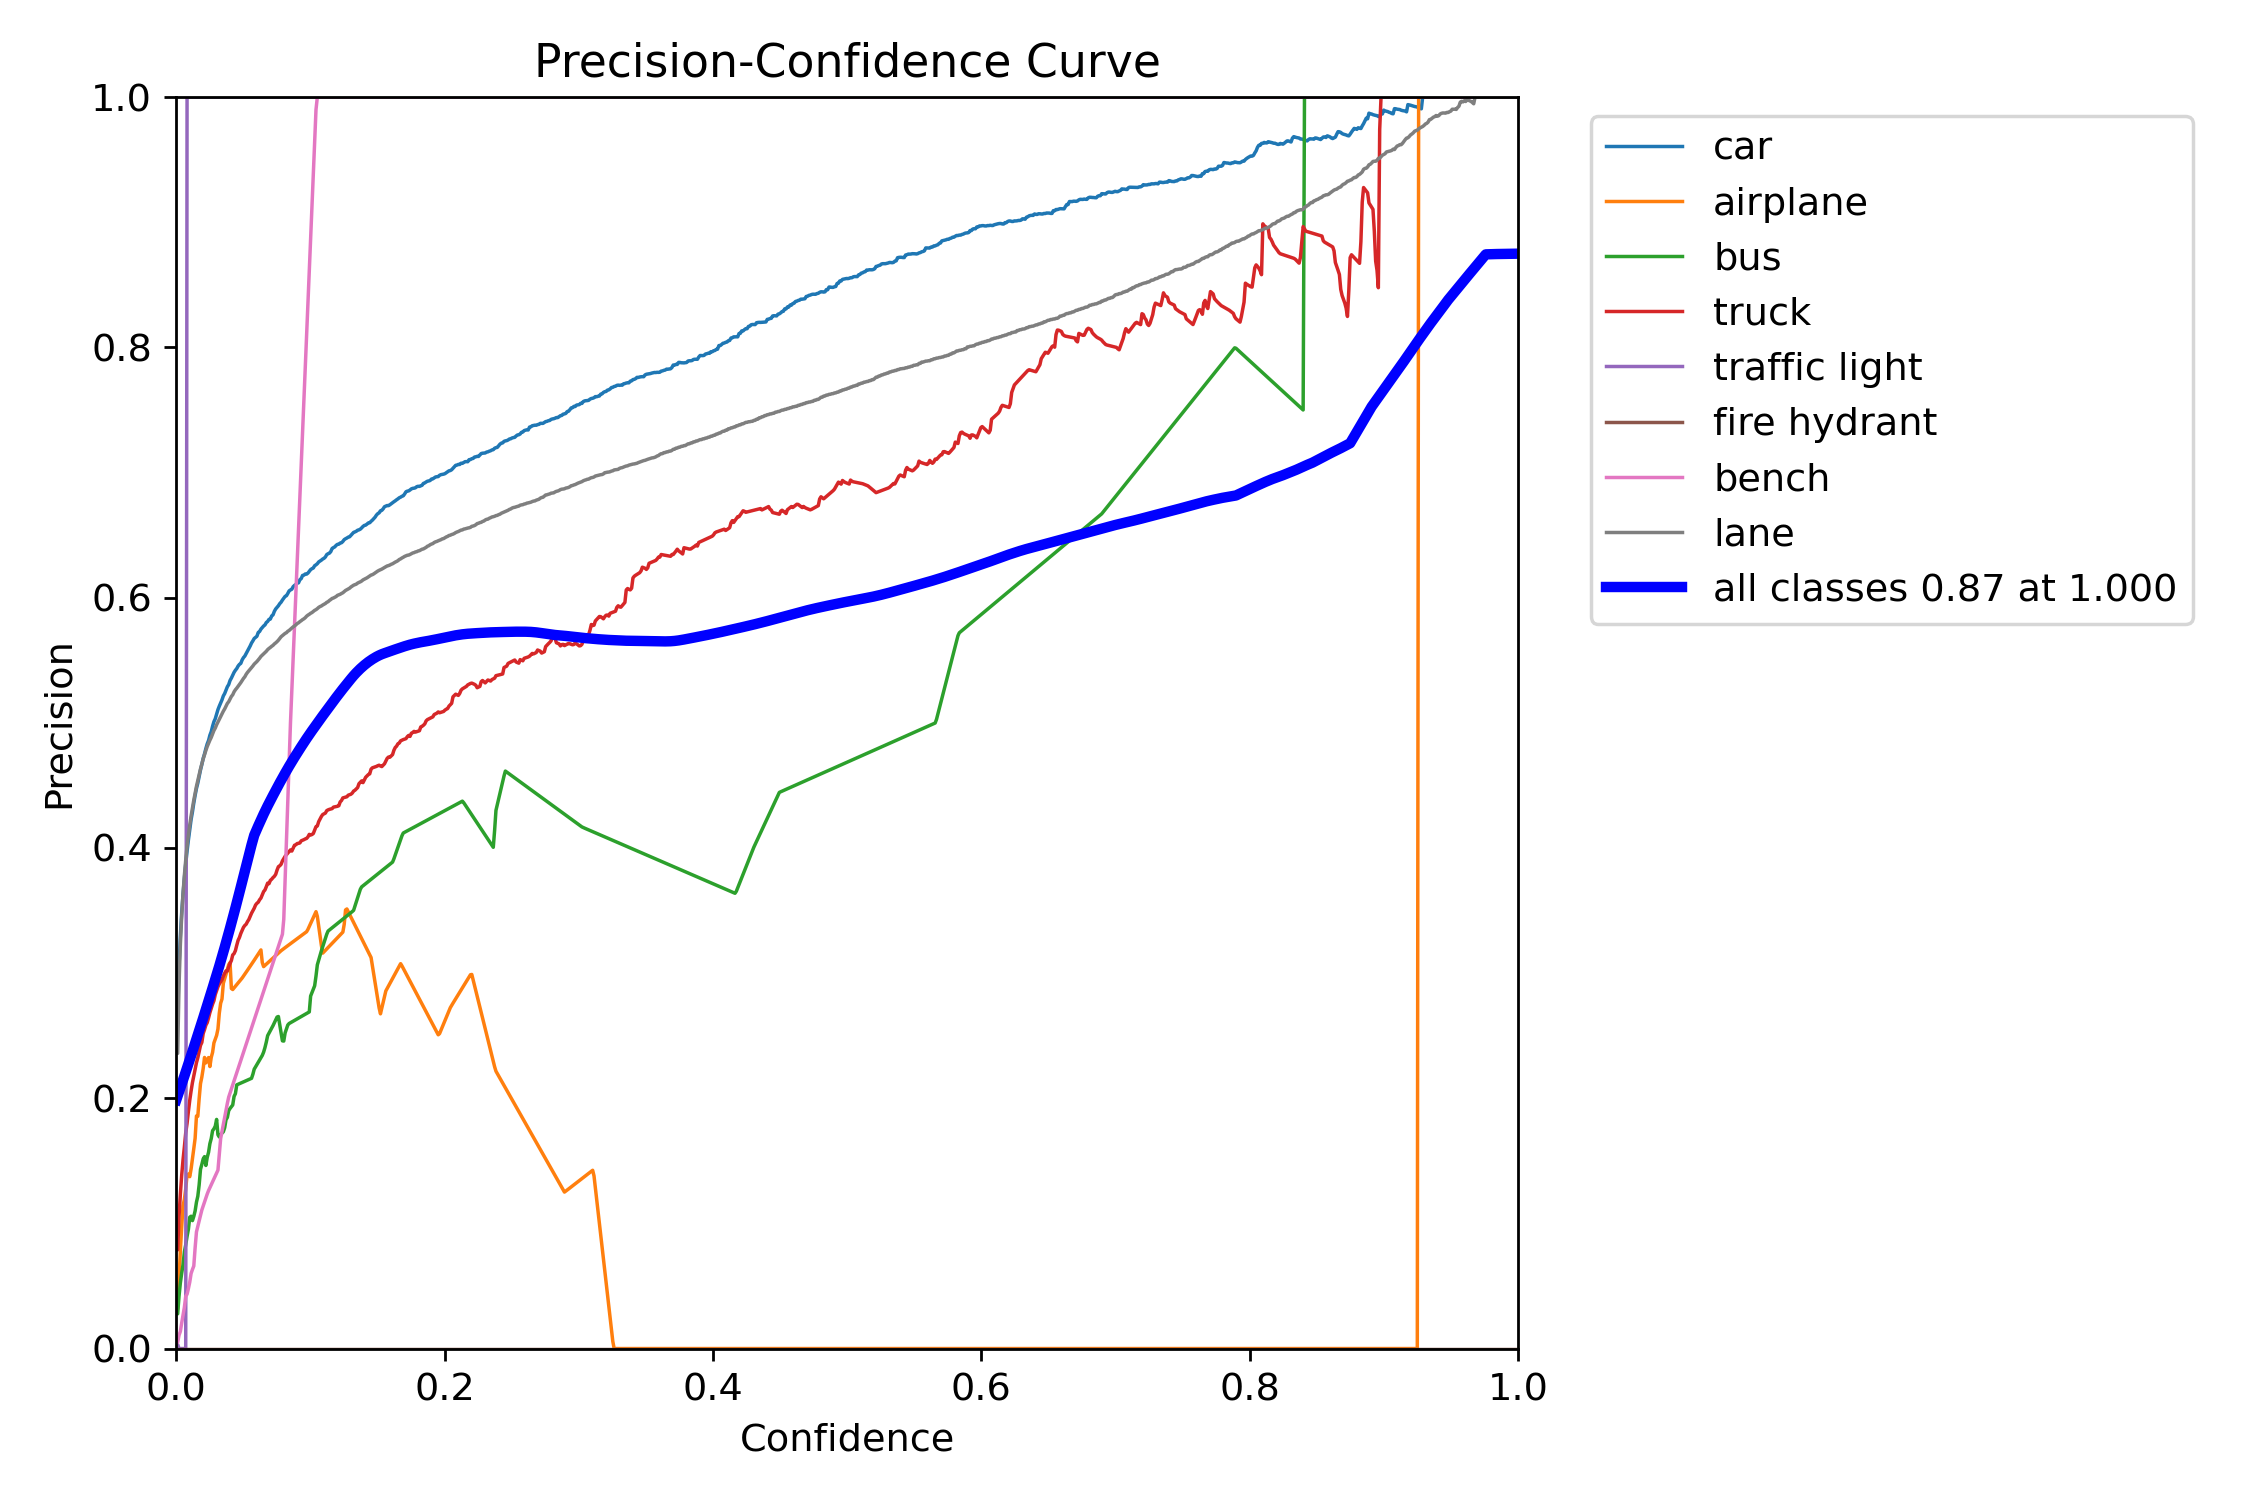 Precision-Confidence Curve
1.0
0.8
0.6
0.4
0.2
0.0
Precision
0.0 0.2 0.4 0.6 0.8 1.0
Confidence
car
airplane
bus
truck
traffic light
fire hydrant
bench
lane
all classes 0.87 at 1.000